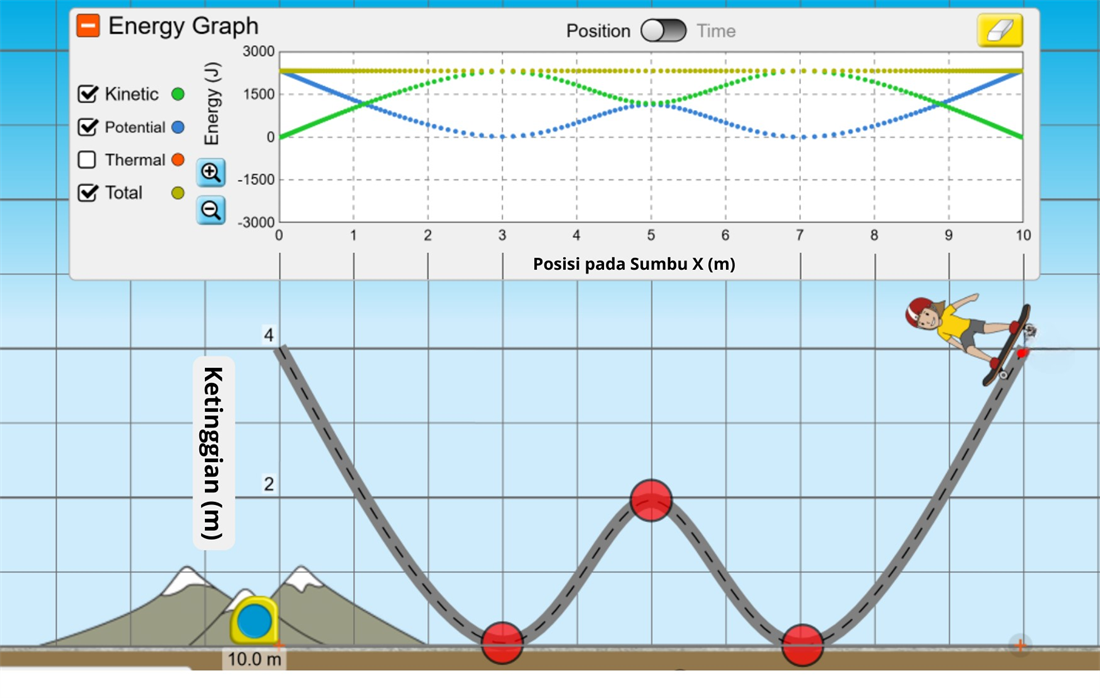 Energy Graph
Position Time
Kinetic
Potential
Thermal
Total
Energy (J)
3000
1500
0
-1500
-3000
0 1 2 3 4 5 6 7 8 9 10
Posisi pada Sumbu X (m)
4
2
Ketinggian (m)
10.0 m